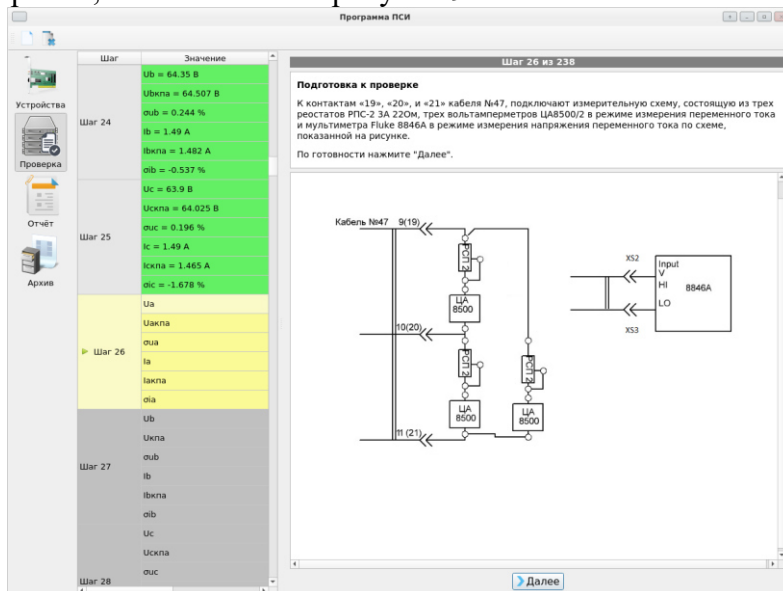 Программа ПСИ
Устройства
Проверка
Отчёт
Архив
Шаг
Значение
Шаг 24
Ub = 64.35 В
Ubкпа = 64.507 В
σub = 0.244 %
Ib = 1.49 А
Ibкпа = 1.482 А
σib = -0.537 %
Шаг 25
Uc = 63.9 В
Uскпа = 64.025 В
σuc = 0.196 %
Ic = 1.49 А
Iскпа = 1.465 А
σic = -1.678 %
Шаг 26
Ua
Uакпа
σua
Ia
Iакпа
σia
Шаг 27
Ub
Uкпа
σub
Ib
Ibкпа
σib
Шаг 28
Uc
Uскпа
σuc
Шаг 26 из 238
Подготовка к проверке
К контактам «19», «20», и «21» кабеля №47, подключают измерительную схему, состоящую из трех
реостатов РПС-2 3А 22Ом, трех вольтамперметров ЦА8500/2 в режиме измерения переменного тока
и мультиметра Fluke 8846А в режиме измерения напряжения переменного тока по схеме,
показанной на рисунке.
По готовности нажмите "Далее".
Кабель №47
9(19)
РСП 2
ЦА
8500
10(20)
РСП 2
РСП 2
ЦА
8500
ЦА
8500
11 (21)
XS2
Input
V
HI
8846A
LO
XS3
Далее